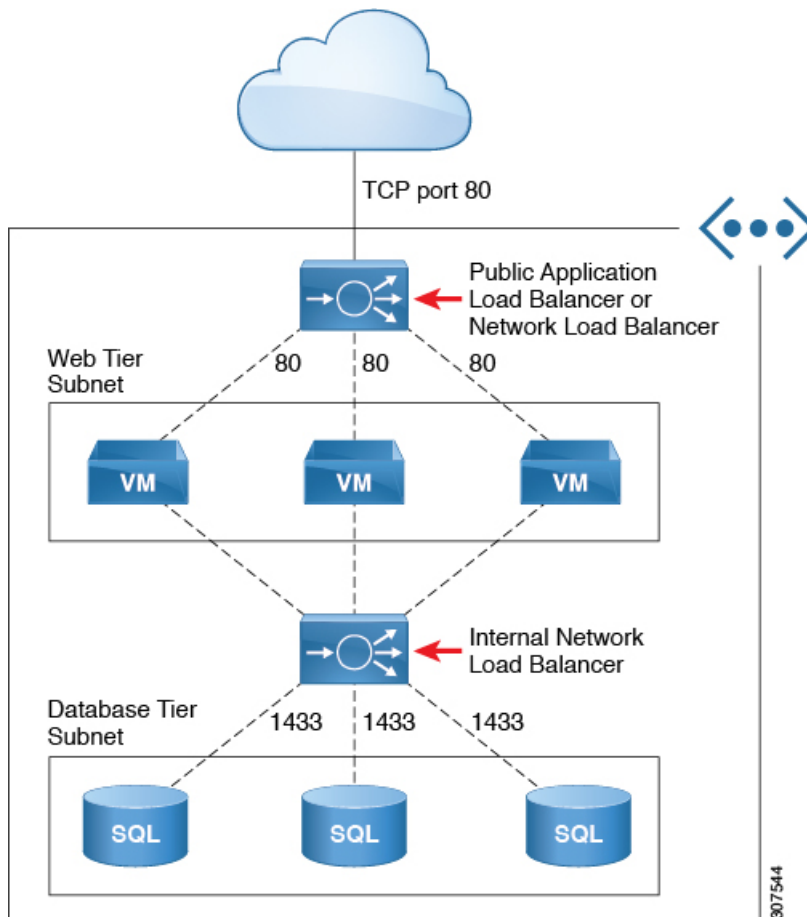 TCP port 80
Public Application
Load Balancer or
Network Load Balancer
80
80
80
Web Tier
Subnet
VM
VM
VM
Internal Network
Load Balancer
Database Tier
Subnet
1433
1433
1433
SQL
SQL
SQL
307544